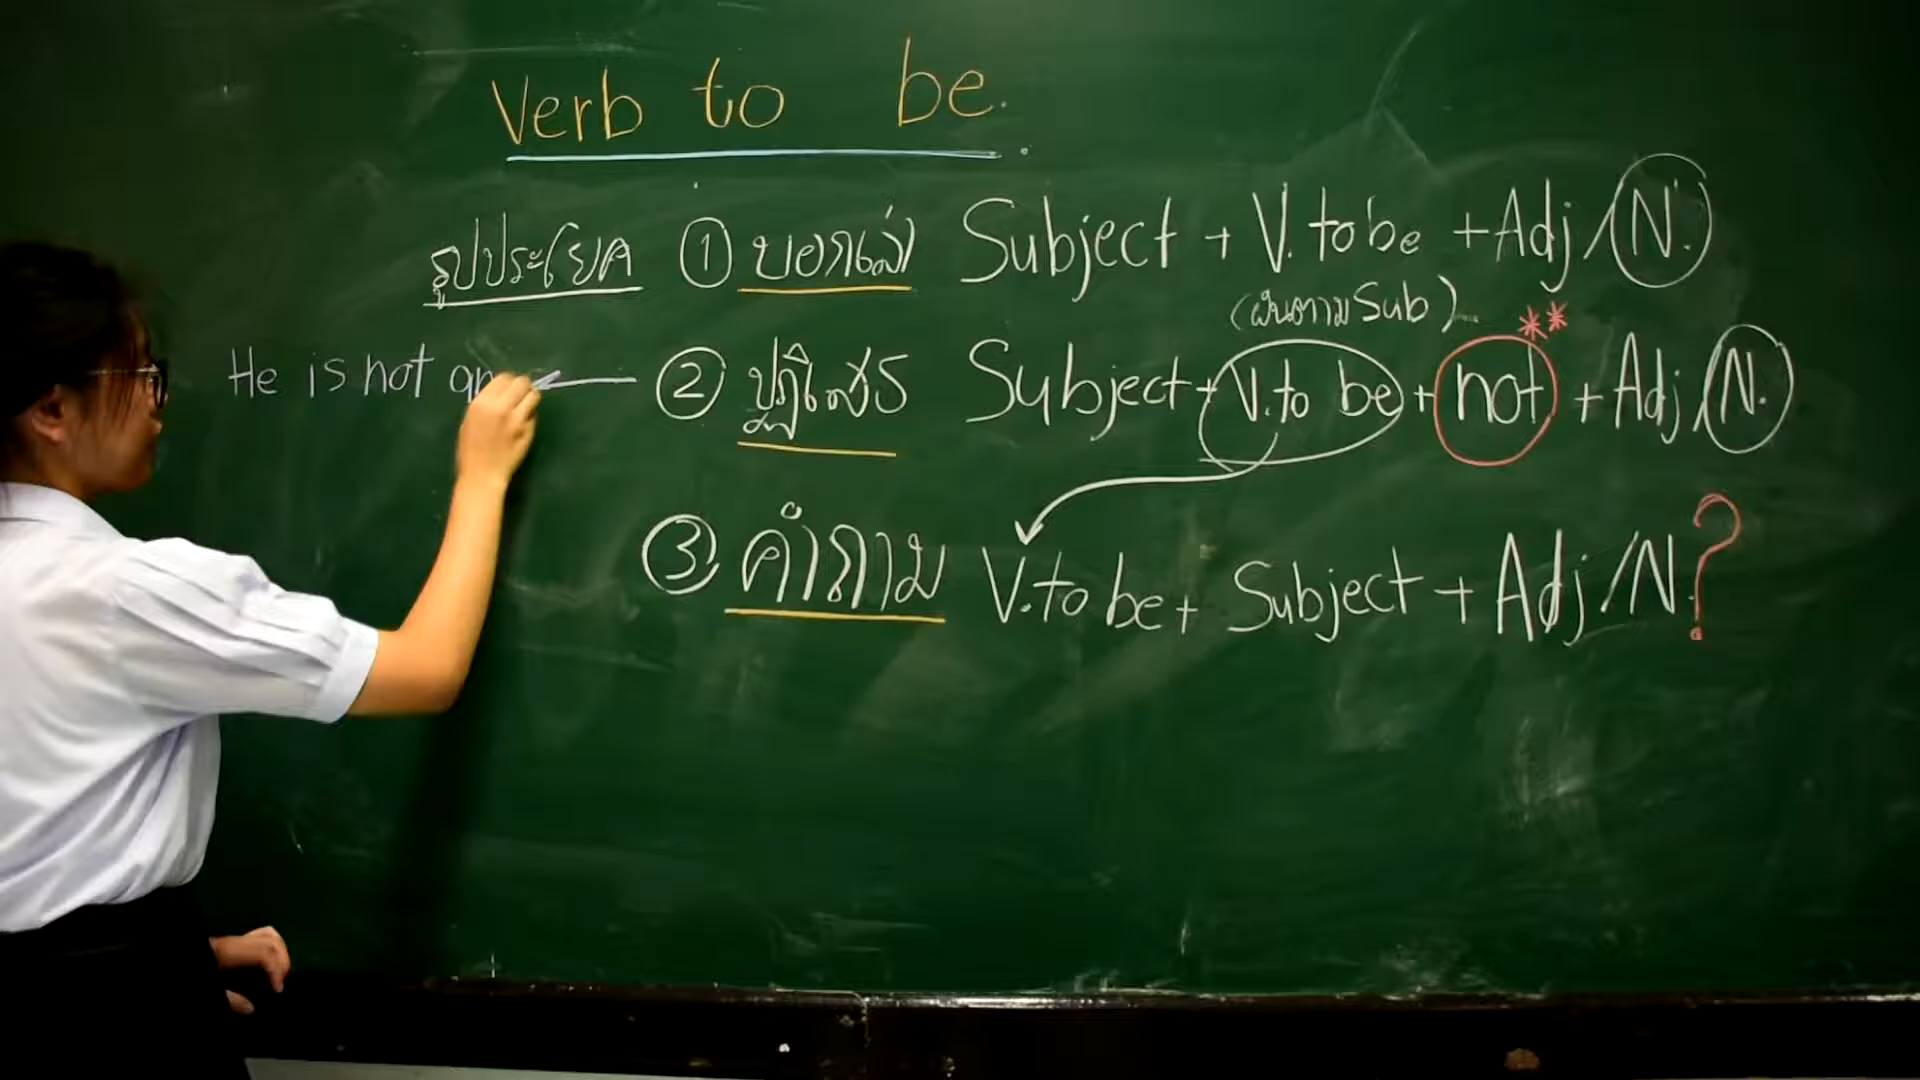 Verb to be.
รูปประโยค ① บอกเล่า Subject + V. to be + Adj / N.
(ผันตาม Sub)
**
He is not an ② ปฏิเสธ Subject + V. to be + not + Adj / N.
③ คำถาม V. to be + Subject + Adj / N ?